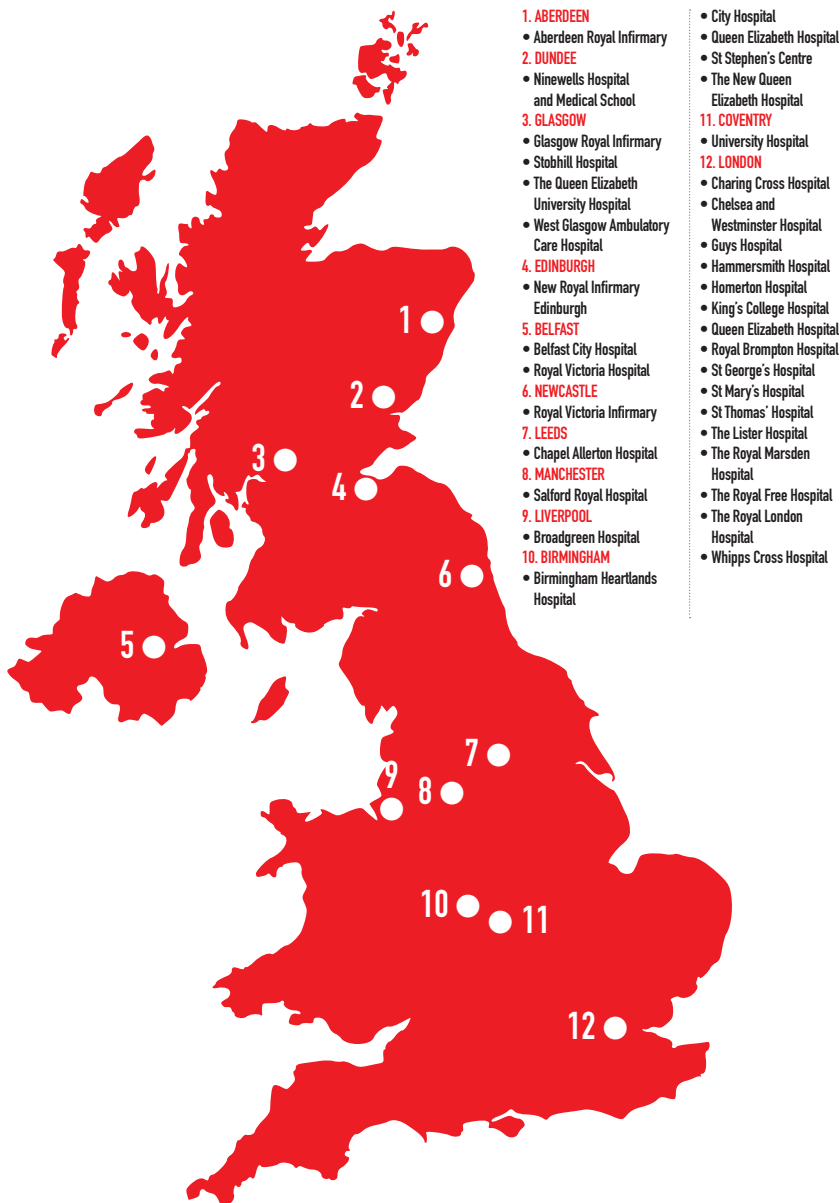 1. ABERDEEN
• Aberdeen Royal Infirmary
2. DUNDEE
• Ninewells Hospital
and Medical School
3. GLASGOW
• Glasgow Royal Infirmary
• Stobhill Hospital
• The Queen Elizabeth
University Hospital
• West Glasgow Ambulatory
Care Hospital
4. EDINBURGH
• New Royal Infirmary
Edinburgh
5. BELFAST
• Belfast City Hospital
• Royal Victoria Hospital
6. NEWCASTLE
• Royal Victoria Infirmary
7. LEEDS
• Chapel Allerton Hospital
8. MANCHESTER
• Salford Royal Hospital
9. LIVERPOOL
• Broadgreen Hospital
10. BIRMINGHAM
• Birmingham Heartlands
Hospital
• City Hospital
• Queen Elizabeth Hospital
• St Stephen's Centre
• The New Queen
Elizabeth Hospital
11. COVENTRY
• University Hospital
12. LONDON
• Charing Cross Hospital
• Chelsea and
Westminster Hospital
• Guys Hospital
• Hammersmith Hospital
• Homerton Hospital
• King's College Hospital
• Queen Elizabeth Hospital
• Royal Brompton Hospital
• St George's Hospital
• St Mary's Hospital
• St Thomas' Hospital
• The Lister Hospital
• The Royal Marsden
Hospital
• The Royal Free Hospital
• The Royal London
Hospital
• Whipps Cross Hospital
1
2
3
4
6
5
7
9
8
10
11
12